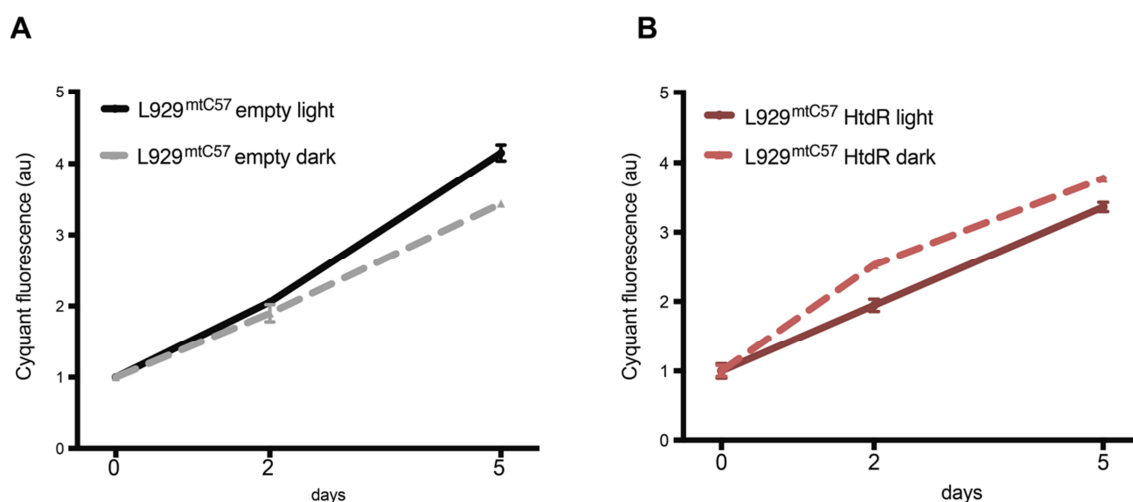 A
Cyquant fluorescence (au)
5
4
3
2
1
0
L929mtC57 empty light
L929mtC57 empty dark
0
2
5
days
B
Cyquant fluorescence (au)
5
4
3
2
1
0
L929mtC57 HtdR light
L929mtC57 HtdR dark
0
2
5
days